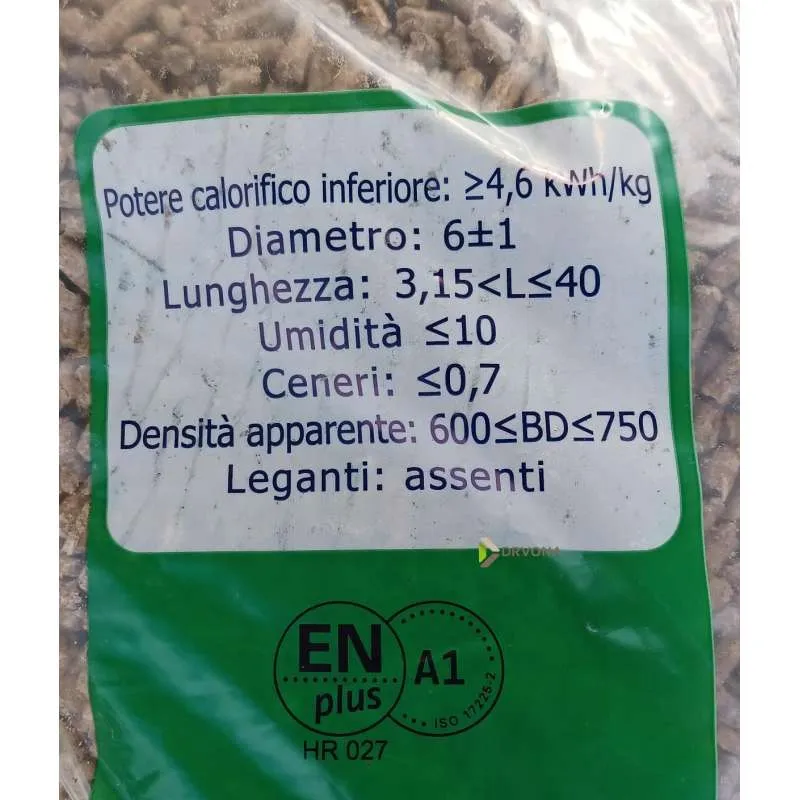 Potere calorifico inferiore: ≥4,6 kWh/kg
Diametro: 6±1
Lunghezza: 3,15<L≤40
Umidità ≤10
Ceneri: ≤0,7
Densità apparente: 600≤BD≤750
Leganti: assenti
DRVONA
EN
plus
A1
ISO 17225-2
HR 027